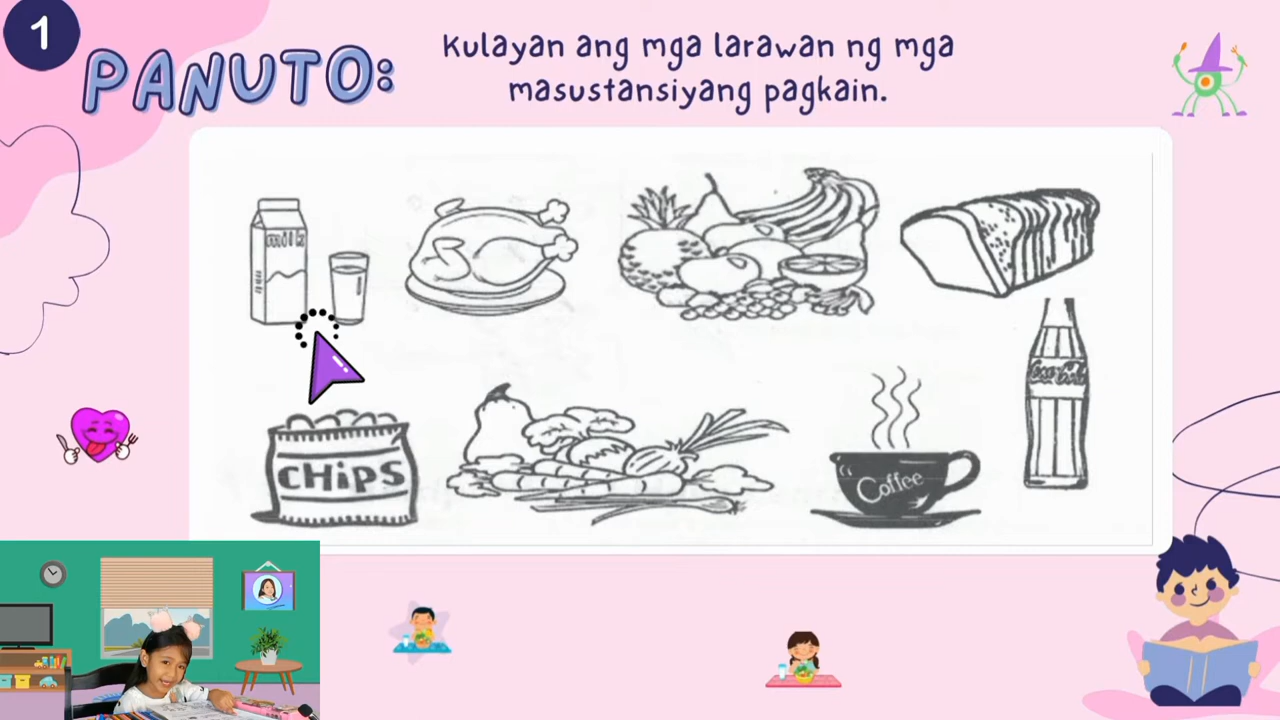 1
PANUTO:
Kulayan ang mga larawan ng mga
masustansiyang pagkain.
milk
Coca-Cola
CHiPS
Coffee